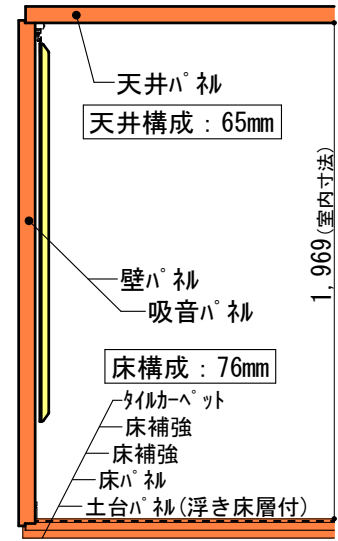 天井ﾊﾟﾈﾙ
天井構成：65mm
1,969(室内寸法)
壁ﾊﾟﾈﾙ
吸音ﾊﾟﾈﾙ
床構成：76mm
ﾀｲﾙｶｰﾍﾟｯﾄ
床補強
床補強
床ﾊﾟﾈﾙ
土台ﾊﾟﾈﾙ(浮き床層付)